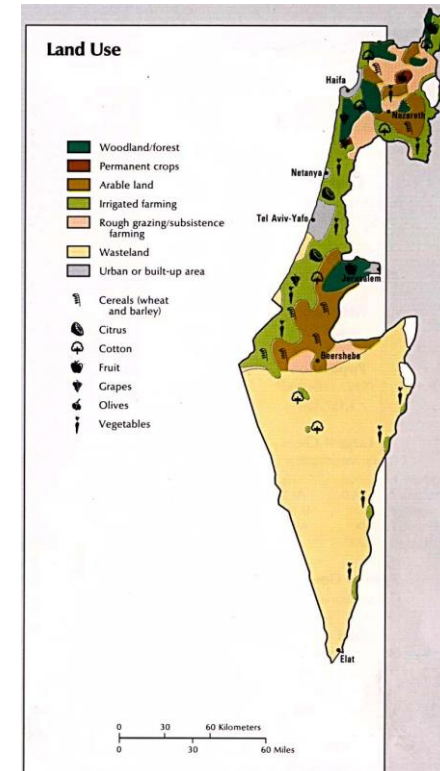 Land Use
Haifa
Nazareth
Netanya
Tel Aviv-Yafo
Jerusalem
Beersheba
Elat
Woodland/forest
Permanent crops
Arable land
Irrigated farming
Rough grazing/subsistence
farming
Wasteland
Urban or built-up area
Cereals (wheat
and barley)
Citrus
Cotton
Fruit
Grapes
Olives
Vegetables
0 30 60 Kilometers
0 30 60 Miles